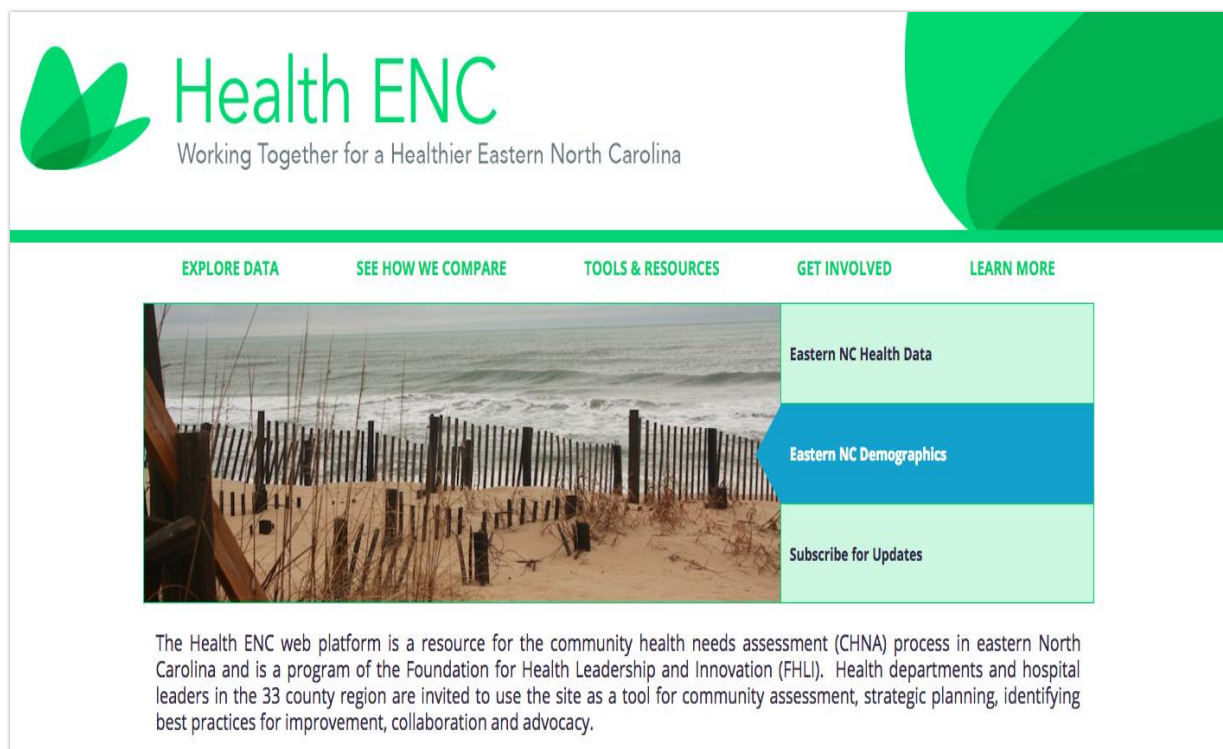 Health ENC
Working Together for a Healthier Eastern North Carolina
EXPLORE DATA SEE HOW WE COMPARE TOOLS & RESOURCES GET INVOLVED LEARN MORE
Eastern NC Health Data
Eastern NC Demographics
Subscribe for Updates
The Health ENC web platform is a resource for the community health needs assessment (CHNA) process in eastern North
Carolina and is a program of the Foundation for Health Leadership and Innovation (FHLI). Health departments and hospital
leaders in the 33 county region are invited to use the site as a tool for community assessment, strategic planning, identifying
best practices for improvement, collaboration and advocacy.